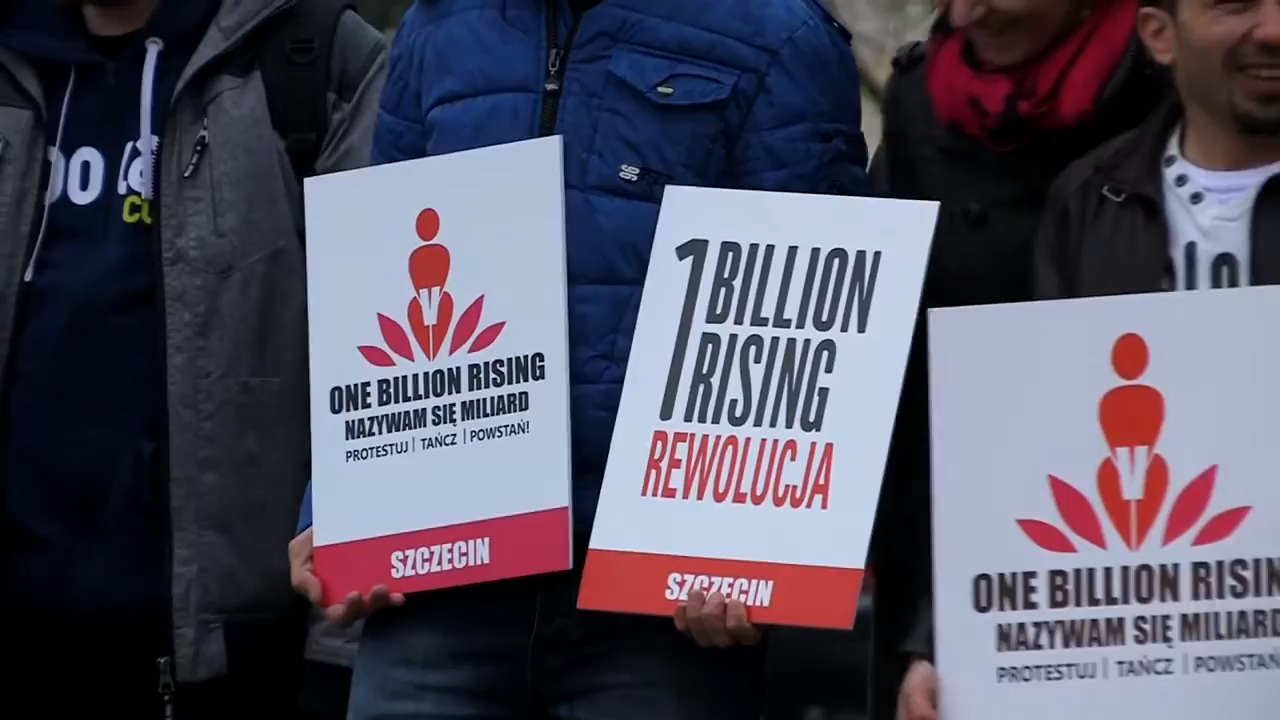 ONE BILLION RISING
NAZYWAM SIĘ MILIARD
PROTESTUJ | TAŃCZ | POWSTAŃ!
SZCZECIN
1 BILLION
RISING
REWOLUCJA
SZCZECIN
ONE BILLION RISIN
NAZYWAM SIĘ MILIARD
PROTESTUJ | TAŃCZ | POWSTAŃ
96